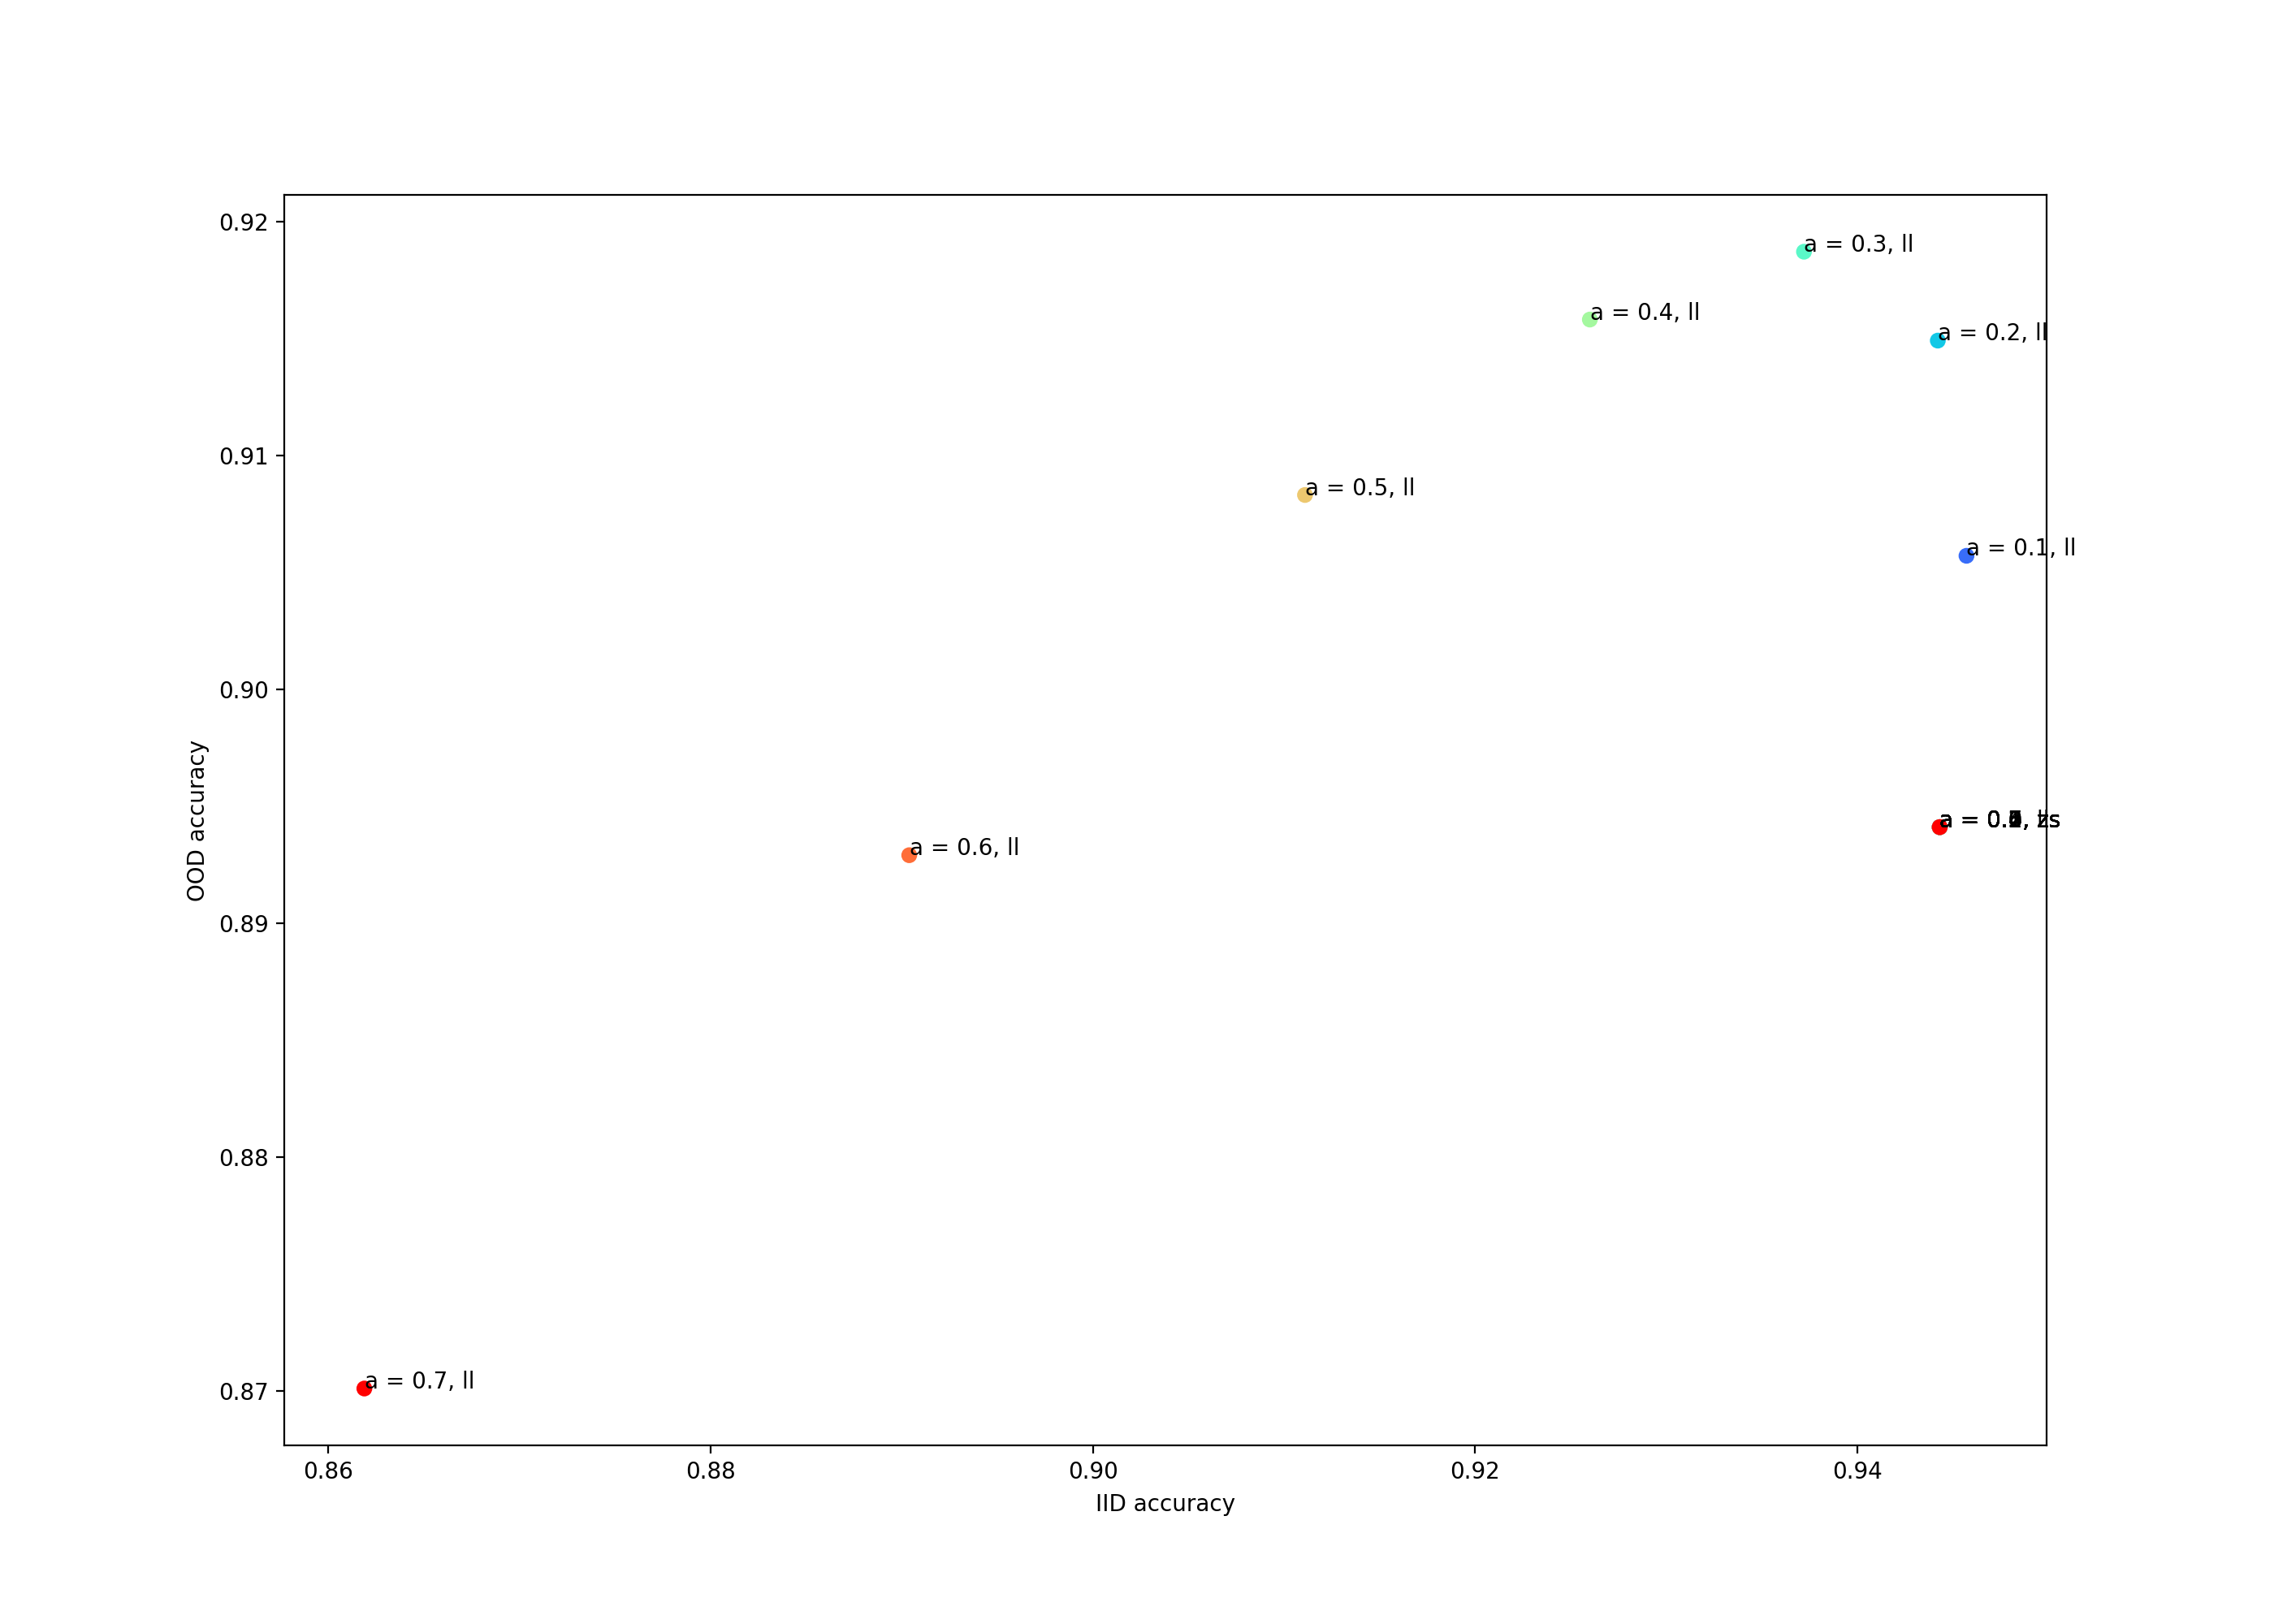 0.92
a = 0.3, ll
a = 0.4, ll
a = 0.2, ll
0.91
a = 0.5, ll
a = 0.1, ll
0.90
OOD accuracy
a = 0.6, ll
0.89
0.88
a = 0.7, ll
0.87
0.86 0.88 0.90 0.92 0.94
IID accuracy